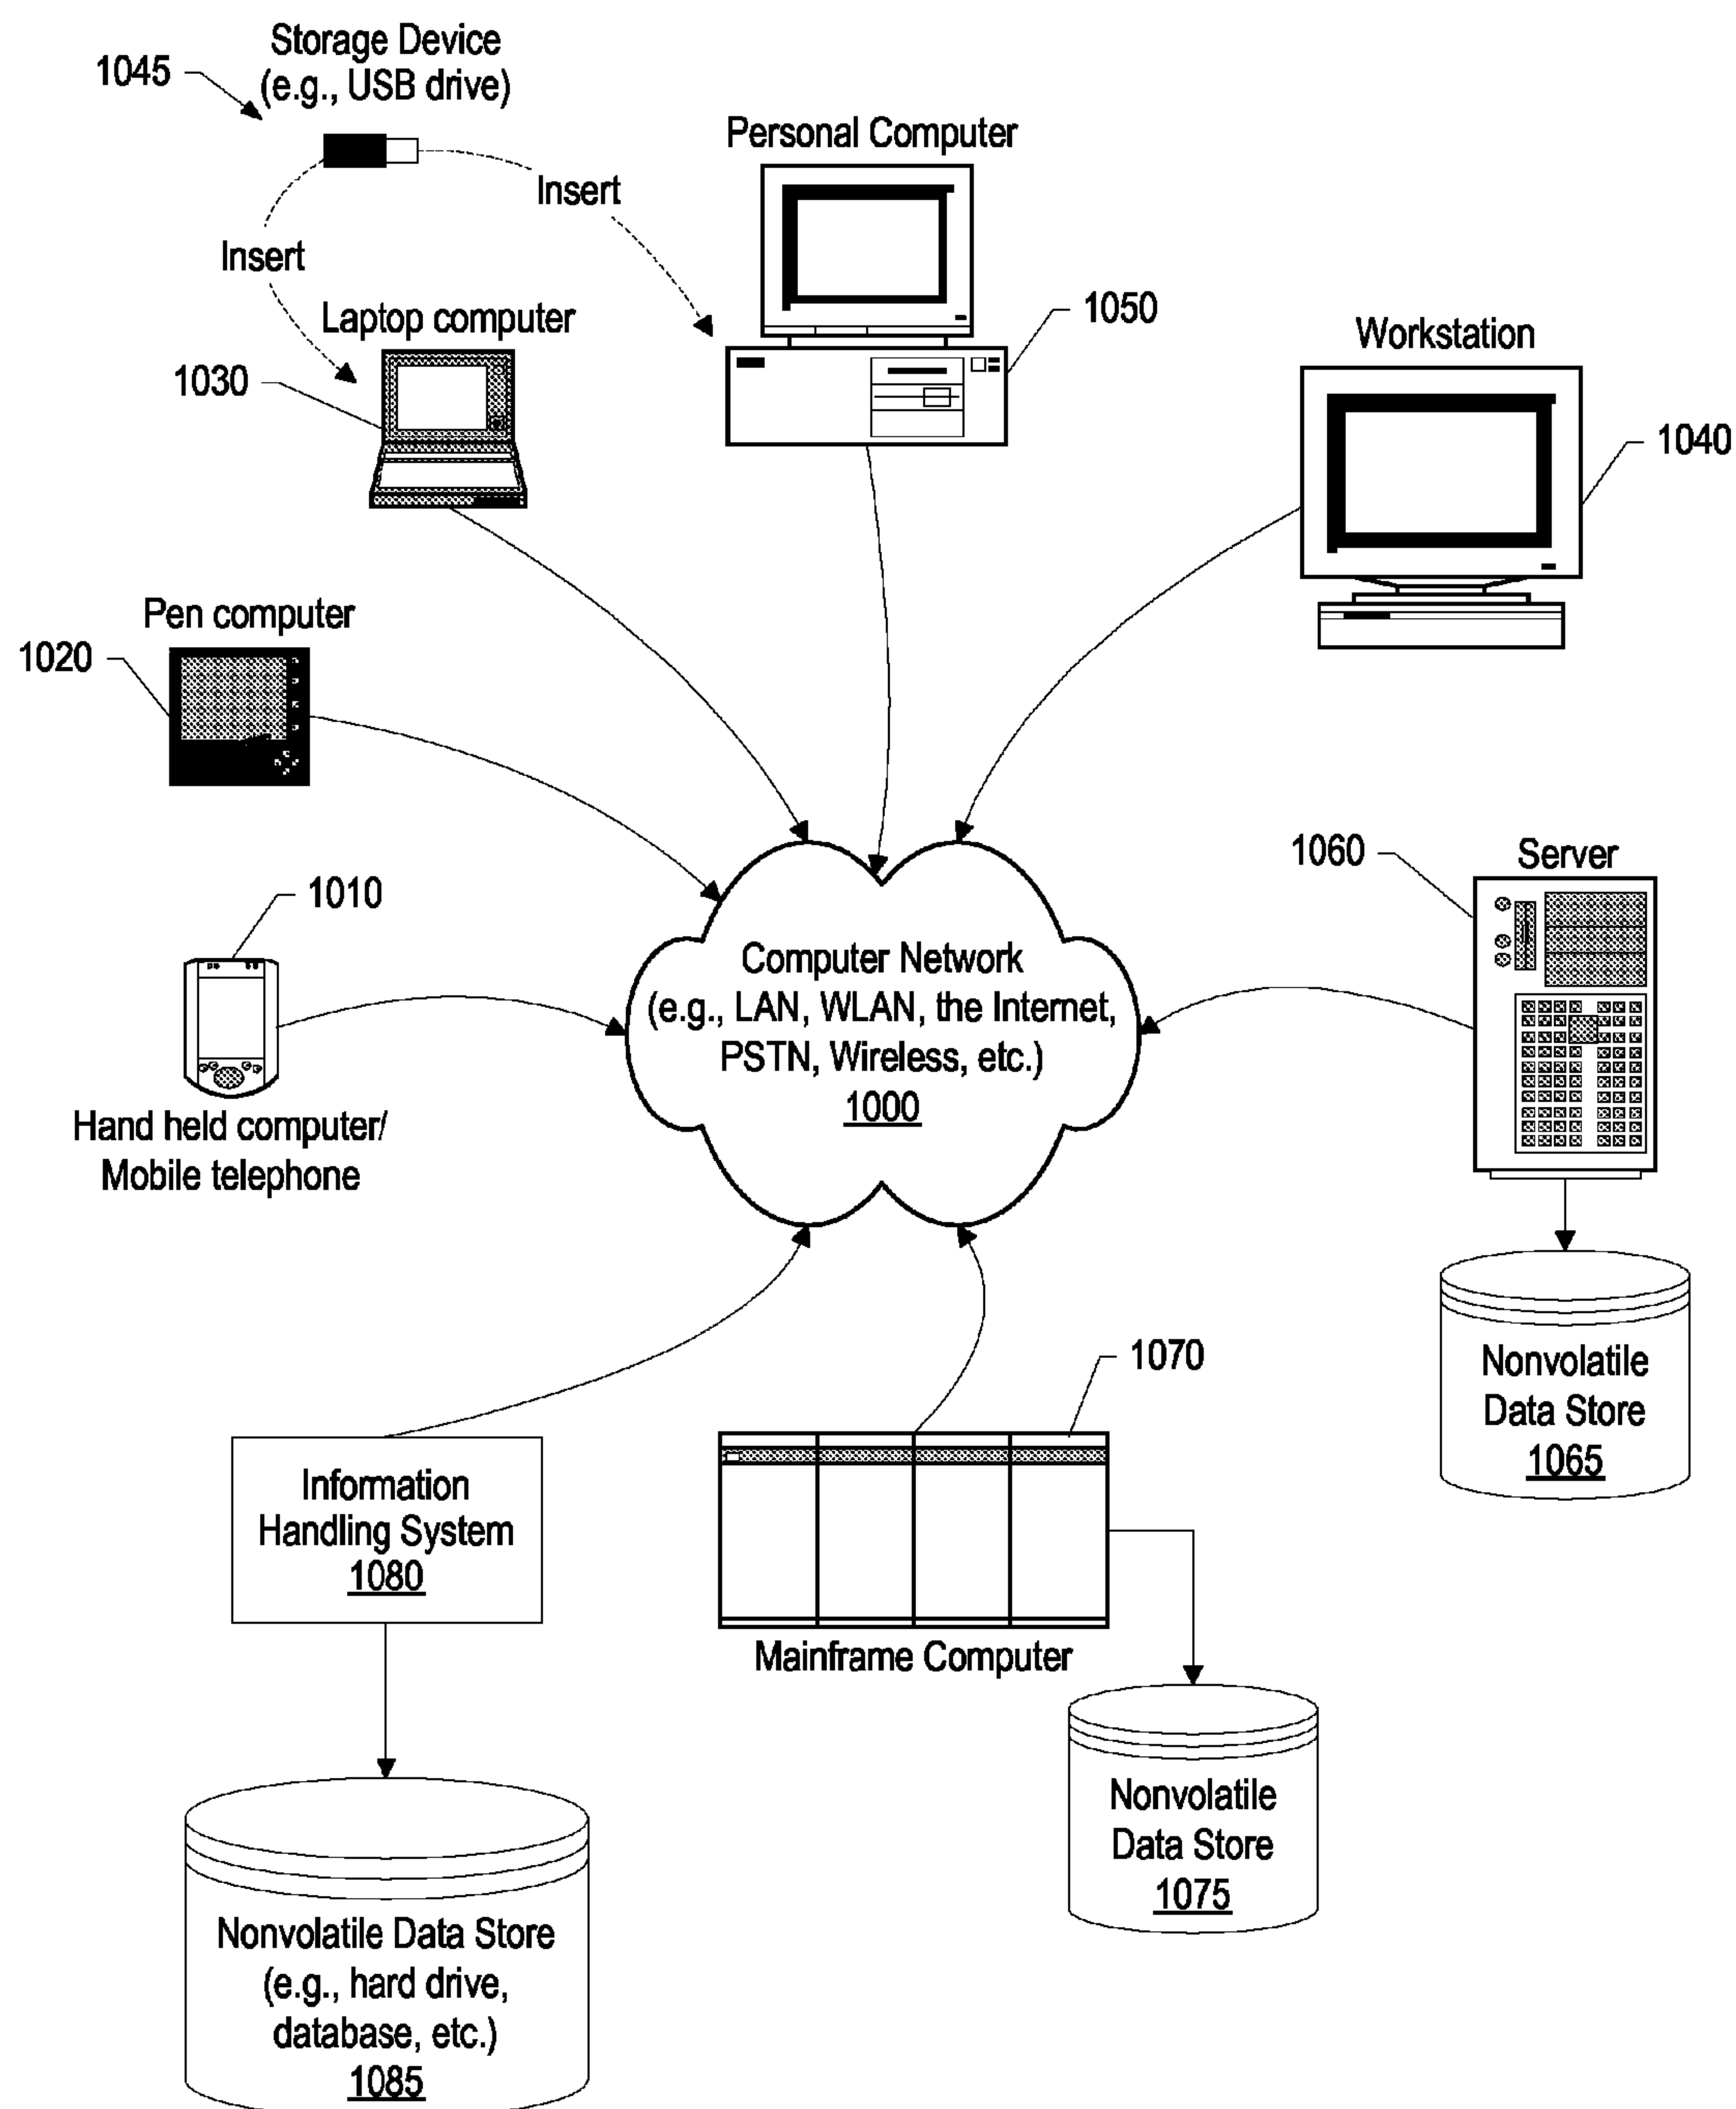 Storage Device
(e.g., USB drive)
1045
Personal Computer
Insert
Insert
Laptop computer
1030
1050
Workstation
1040
Pen computer
1020
1060
Server
1010
Computer Network
(e.g., LAN, WLAN, the Internet,
PSTN, Wireless, etc.)
1000
Hand held computer/
Mobile telephone
Nonvolatile
Data Store
1065
1070
Information
Handling System
1080
Mainframe Computer
Nonvolatile
Data Store
1075
Nonvolatile Data Store
(e.g., hard drive,
database, etc.)
1085